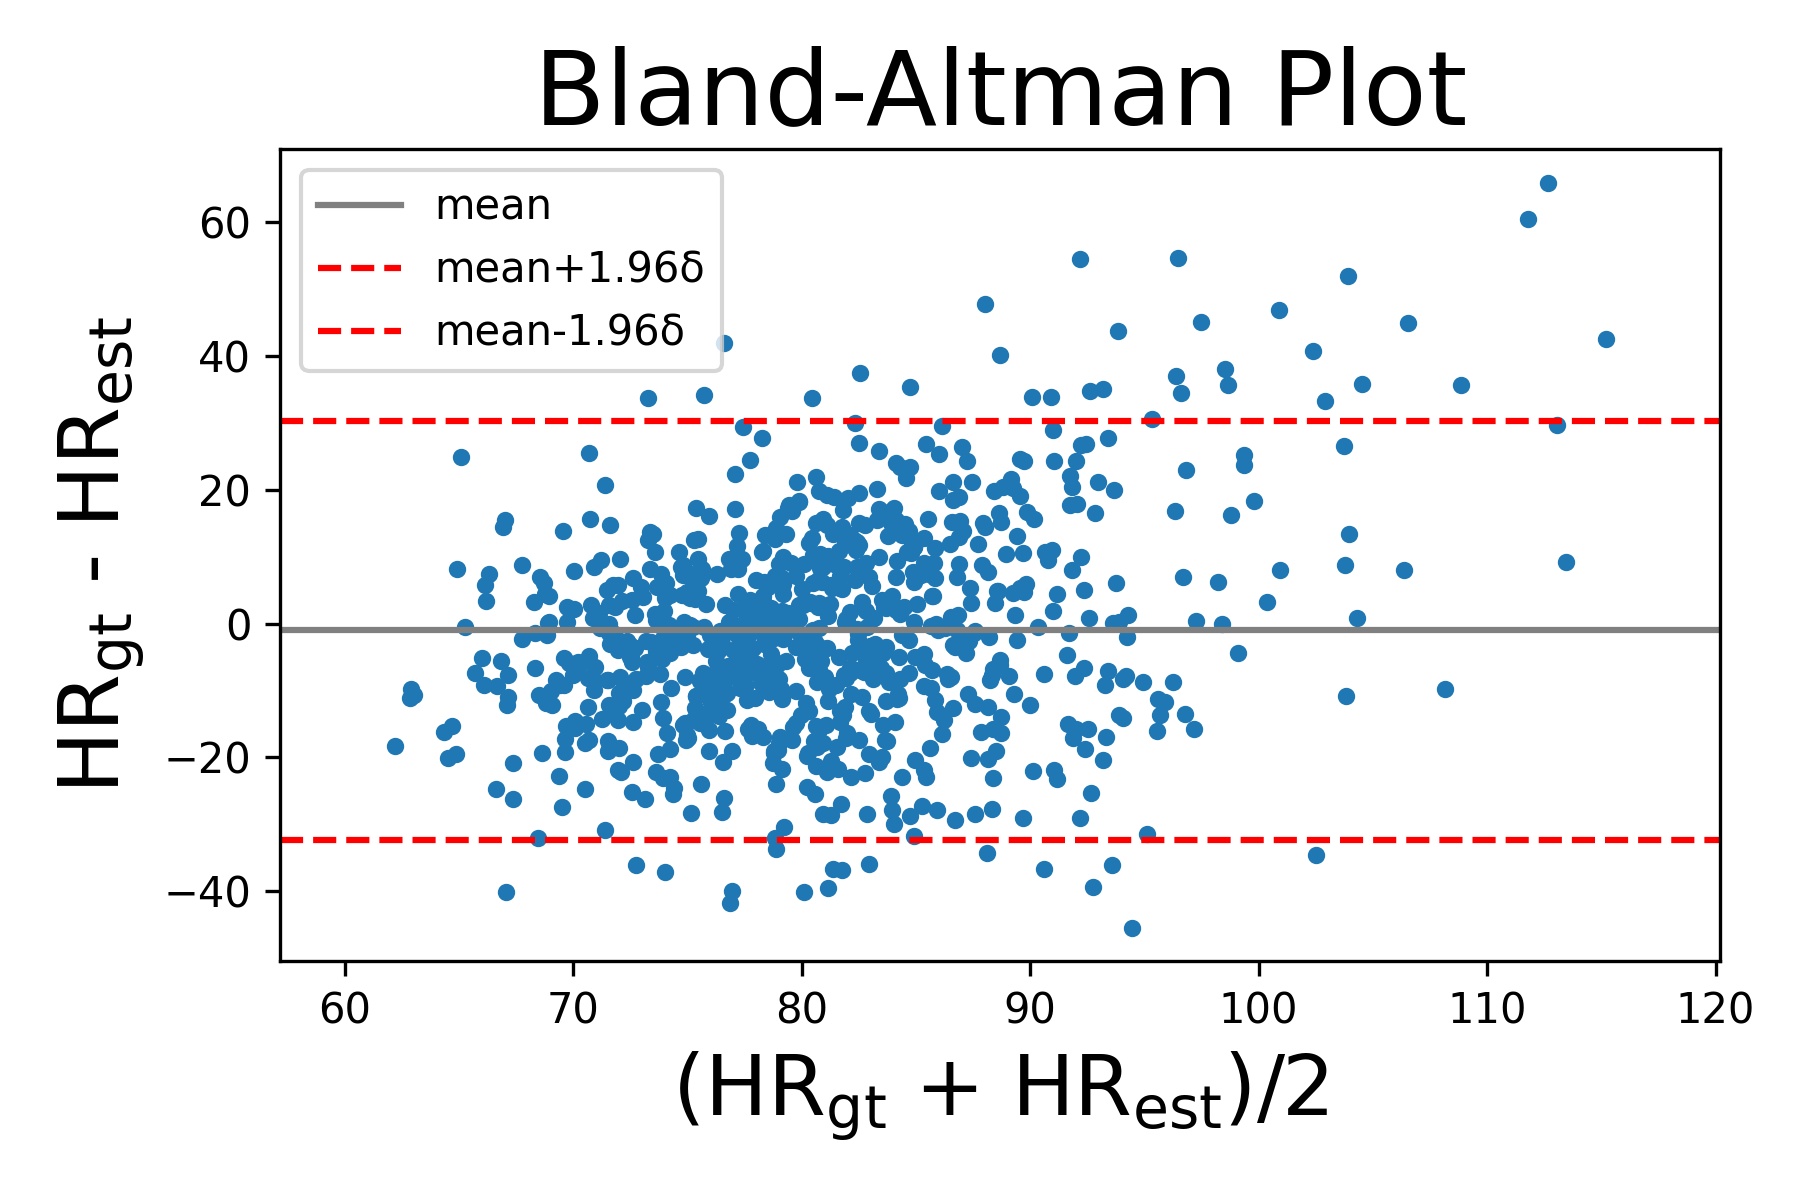 Bland-Altman Plot
mean
mean+1.96δ
mean-1.96δ
60
40
20
0
−20
−40
HRgt - HRest
60 70 80 90 100 110 120
(HRgt + HRest)/2